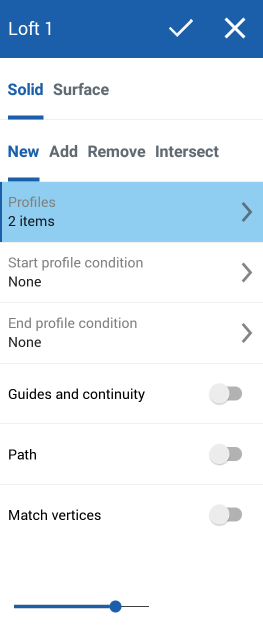 Loft 1
Solid Surface
New Add Remove Intersect
Profiles
2 items
Start profile condition
None
End profile condition
None
Guides and continuity
Path
Match vertices